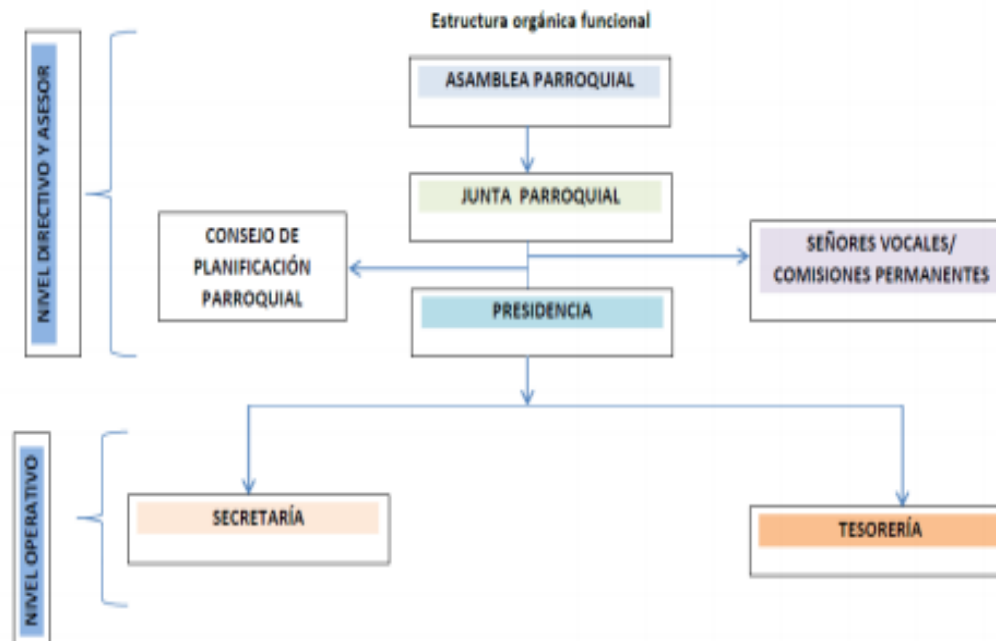 Estructura orgánica funcional
NIVEL DIRECTIVO Y ASESOR
ASAMBLEA PARROQUIAL
JUNTA PARROQUIAL
CONSEJO DE
PLANIFICACIÓN
PARROQUIAL
SEÑORES VOCALES/
COMISIONES PERMANENTES
PRESIDENCIA
NIVEL OPERATIVO
SECRETARÍA
TESORERÍA